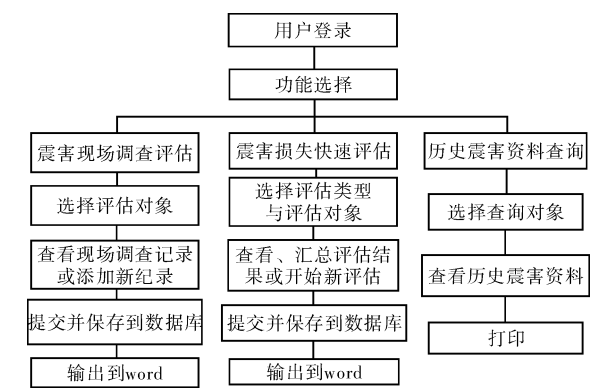 用户登录
功能选择
震害现场调查评估
选择评估对象
查看现场调查记录
或添加新纪录
提交并保存到数据库
输出到word
震害损失快速评估
选择评估类型
与评估对象
查看、汇总评估结
果或开始新评估
提交并保存到数据库
输出到word
历史震害资料查询
选择查询对象
查看历史震害资料
打印